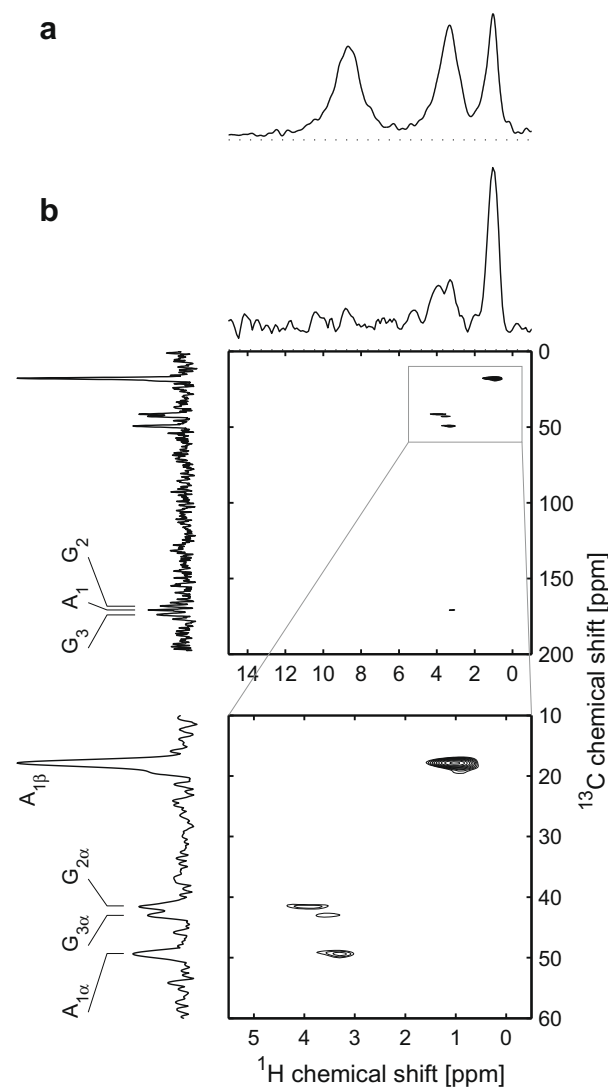 a
b
0
50
100
150
200
G2
A1
G3
14 12 10 8 6 4 2 0
13C chemical shift [ppm]
10
20
30
40
50
60
A1β
G2α
G3α
A1α
5 4 3 2 1 0
1H chemical shift [ppm]